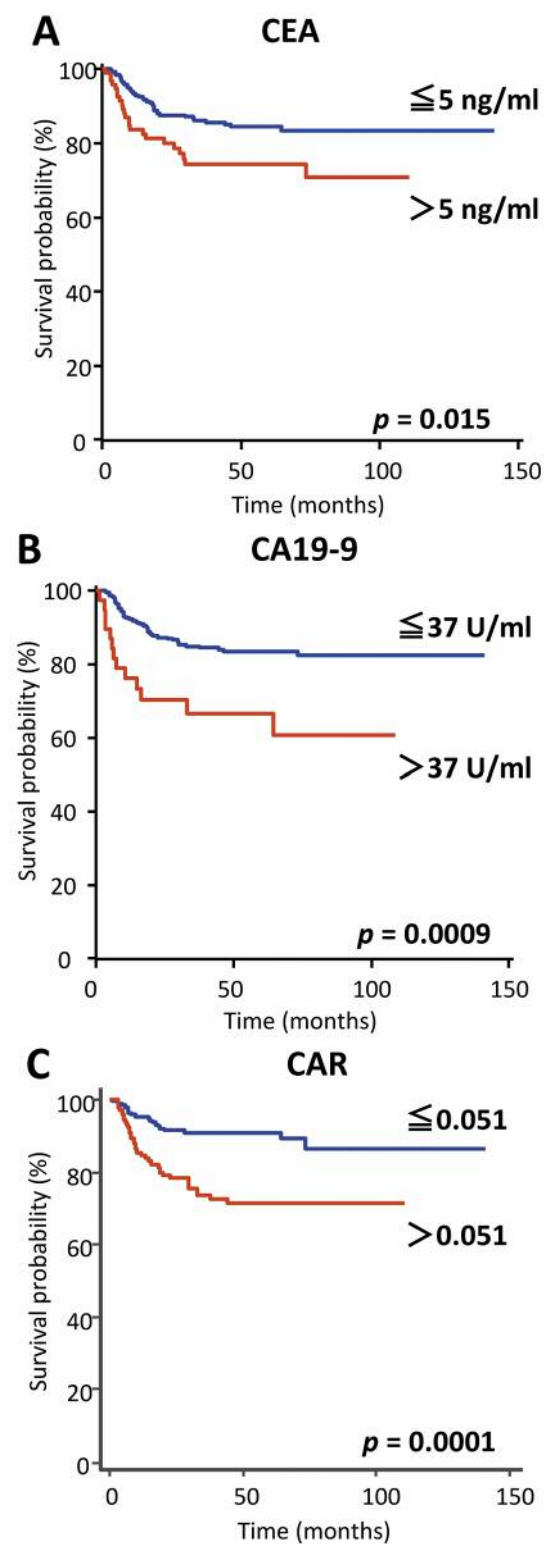 A
CEA
100
80
60
40
20
0
Survival probability (%)
≦5 ng/ml
>5 ng/ml
p = 0.015
0 50 100 150
Time (months)
B
CA19-9
100
80
60
40
20
0
Survival probability (%)
≦37 U/ml
>37 U/ml
p = 0.0009
0 50 100 150
Time (months)
C
CAR
100
80
60
40
20
0
Survival probability (%)
≦0.051
>0.051
p = 0.0001
0 50 100 150
Time (months)